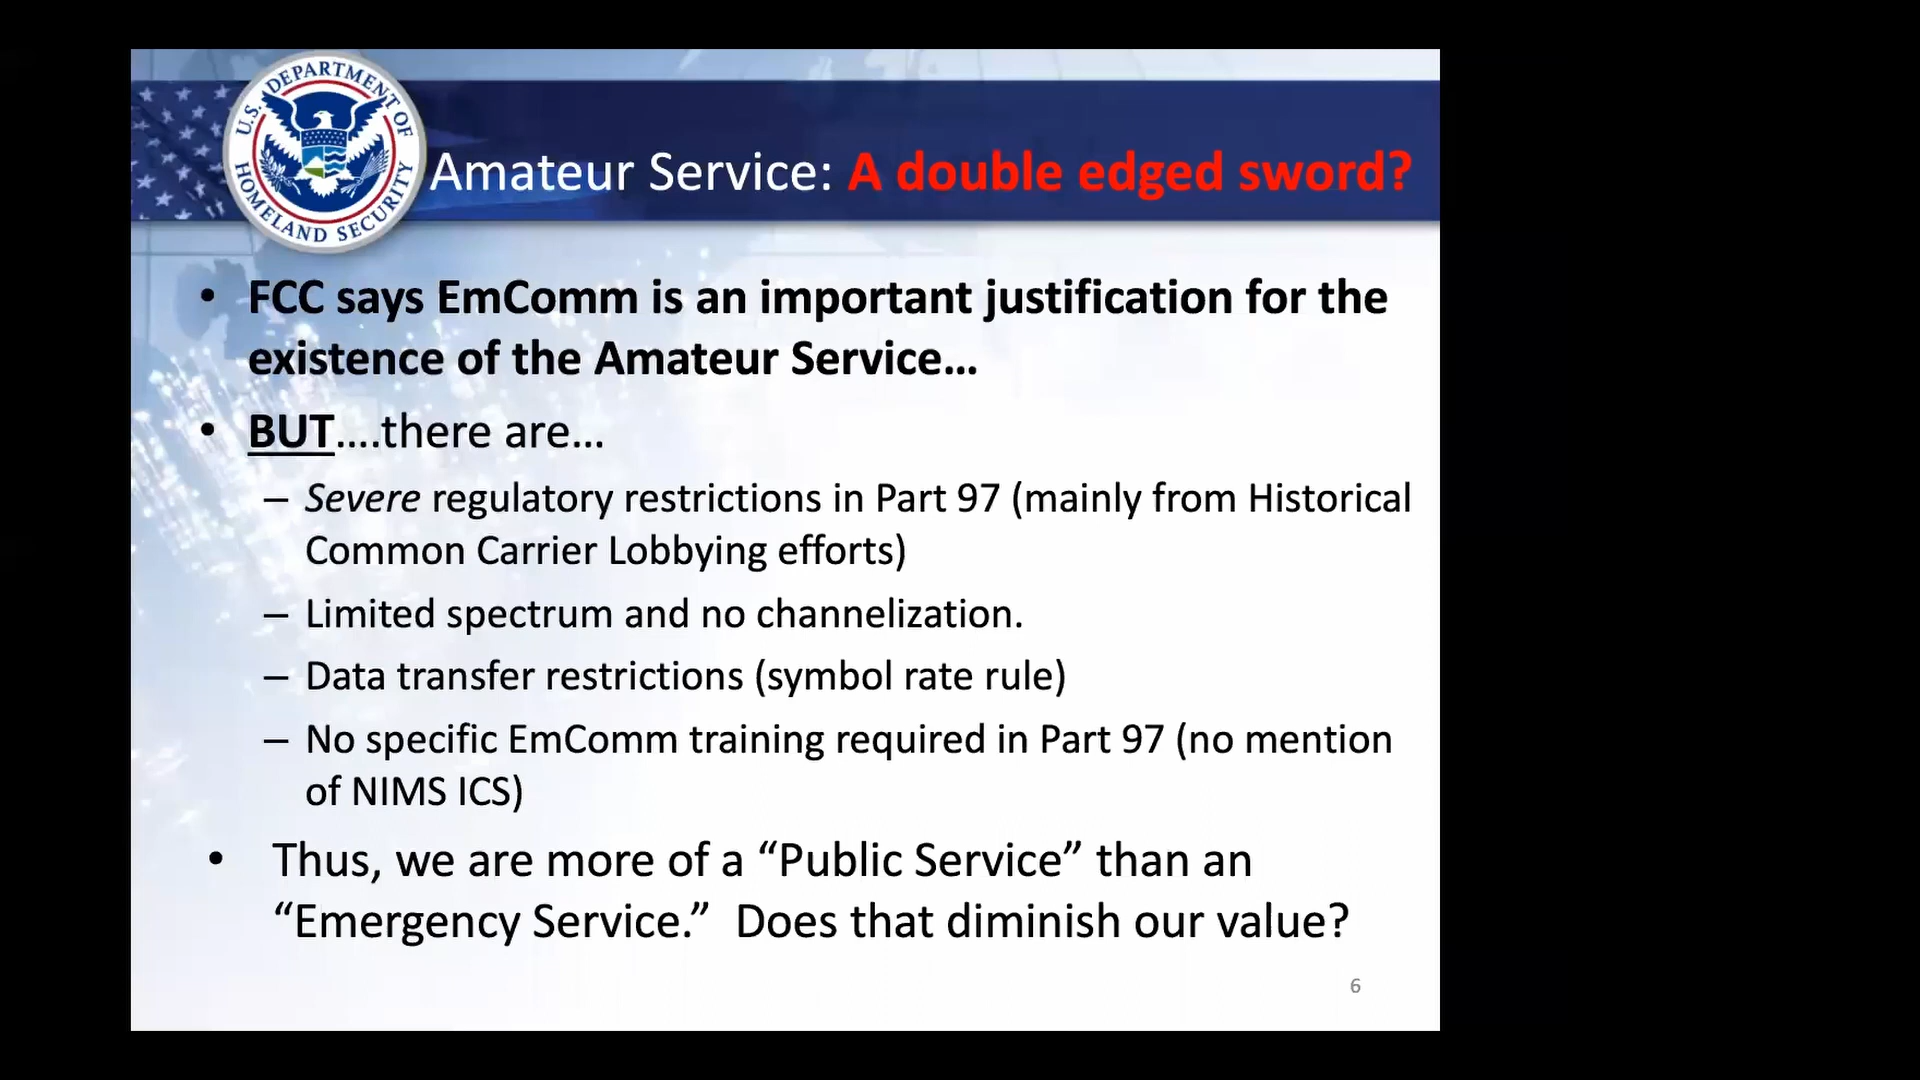 U.S. DEPARTMENT OF
HOMELAND SECURITY
Amateur Service: A double edged sword?
• FCC says EmComm is an important justification for the
existence of the Amateur Service...
• BUT....there are...
– Severe regulatory restrictions in Part 97 (mainly from Historical
Common Carrier Lobbying efforts)
– Limited spectrum and no channelization.
– Data transfer restrictions (symbol rate rule)
– No specific EmComm training required in Part 97 (no mention
of NIMS ICS)
• Thus, we are more of a “Public Service” than an
“Emergency Service.” Does that diminish our value?
6